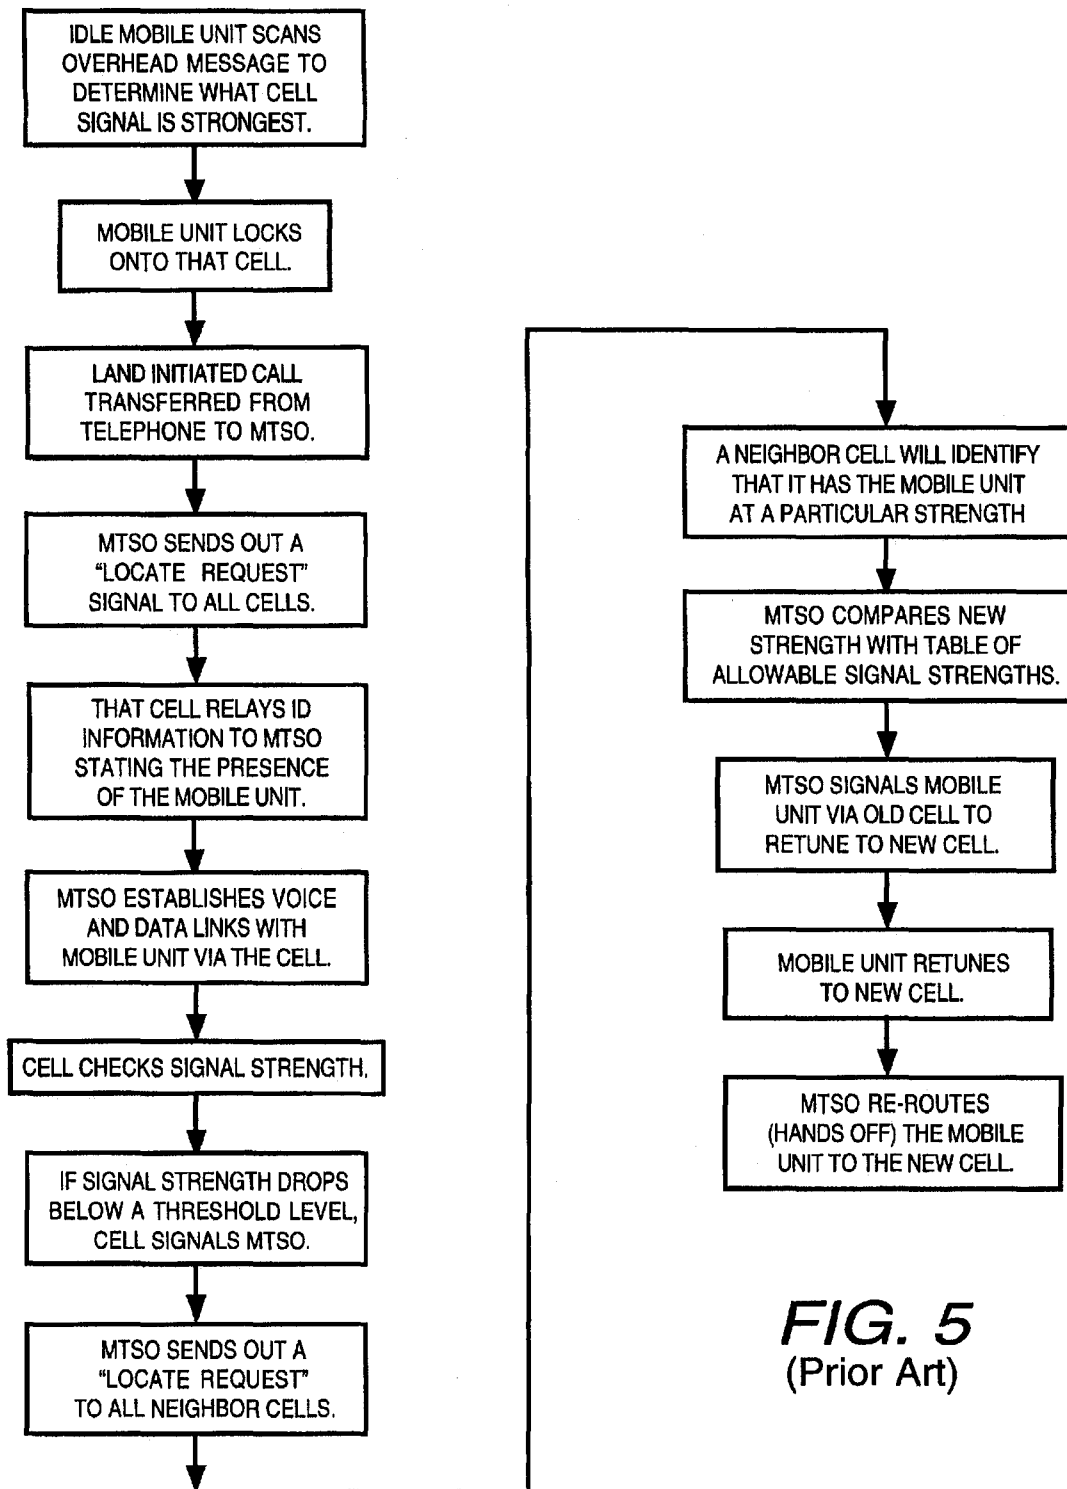 IDLE MOBILE UNIT SCANS
OVERHEAD MESSAGE TO
DETERMINE WHAT CELL
SIGNAL IS STRONGEST.
MOBILE UNIT LOCKS
ONTO THAT CELL.
LAND INITIATED CALL
TRANSFERRED FROM
TELEPHONE TO MTSO.
MTSO SENDS OUT A
"LOCATE REQUEST"
SIGNAL TO ALL CELLS.
THAT CELL RELAYS ID
INFORMATION TO MTSO
STATING THE PRESENCE
OF THE MOBILE UNIT.
MTSO ESTABLISHES VOICE
AND DATA LINKS WITH
MOBILE UNIT VIA THE CELL.
CELL CHECKS SIGNAL STRENGTH.
IF SIGNAL STRENGTH DROPS
BELOW A THRESHOLD LEVEL,
CELL SIGNALS MTSO.
MTSO SENDS OUT A
"LOCATE REQUEST"
TO ALL NEIGHBOR CELLS.
A NEIGHBOR CELL WILL IDENTIFY
THAT IT HAS THE MOBILE UNIT
AT A PARTICULAR STRENGTH
MTSO COMPARES NEW
STRENGTH WITH TABLE OF
ALLOWABLE SIGNAL STRENGTHS.
MTSO SIGNALS MOBILE
UNIT VIA OLD CELL TO
RETUNE TO NEW CELL.
MOBILE UNIT RETUNES
TO NEW CELL.
MTSO RE-ROUTES
(HANDS OFF) THE MOBILE
UNIT TO THE NEW CELL.
FIG. 5
(Prior Art)